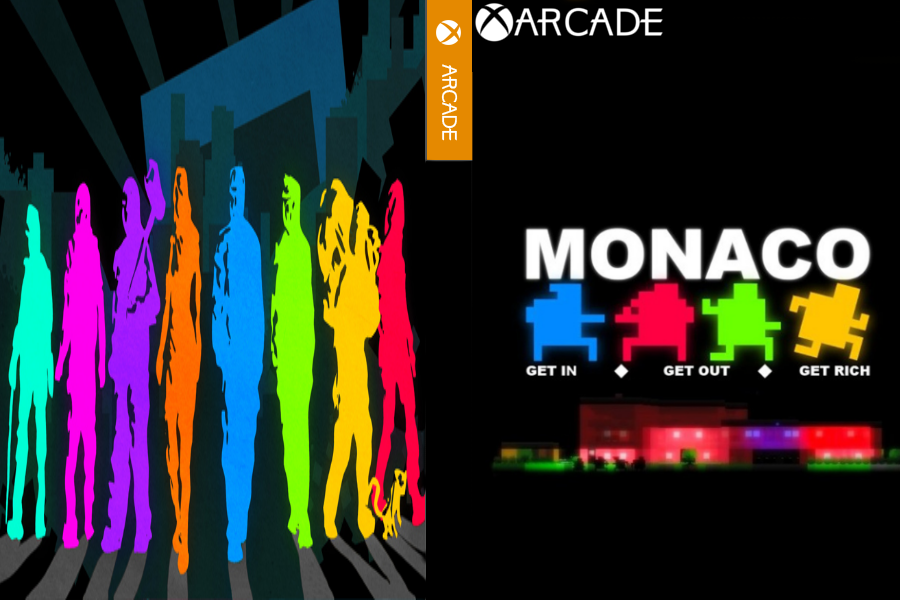 ARCADE
ARCADE
MONACO
GET IN ◆ GET OUT ◆ GET RICH